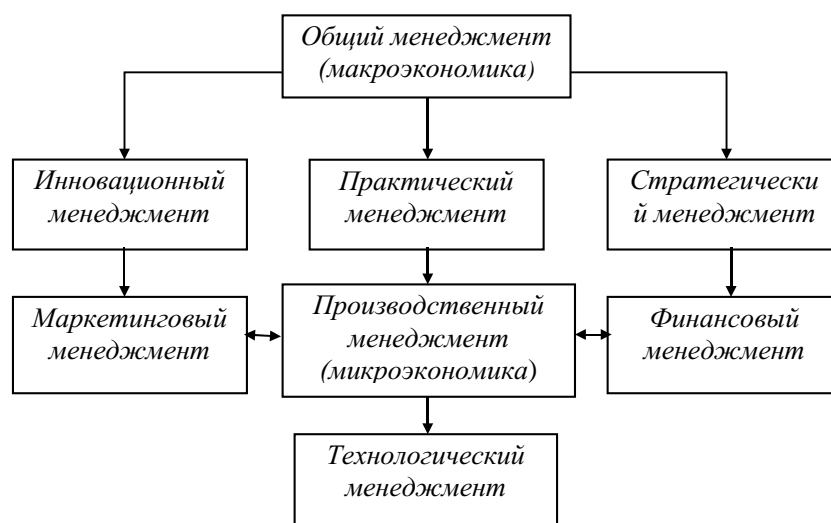 Общий менеджмент
(макроэкономика)
Инновационный
менеджмент
Практический
менеджмент
Стратегически
й менеджмент
Маркетинговый
менеджмент
Производственный
менеджмент
(микроэкономика)
Финансовый
менеджмент
Технологический
менеджмент